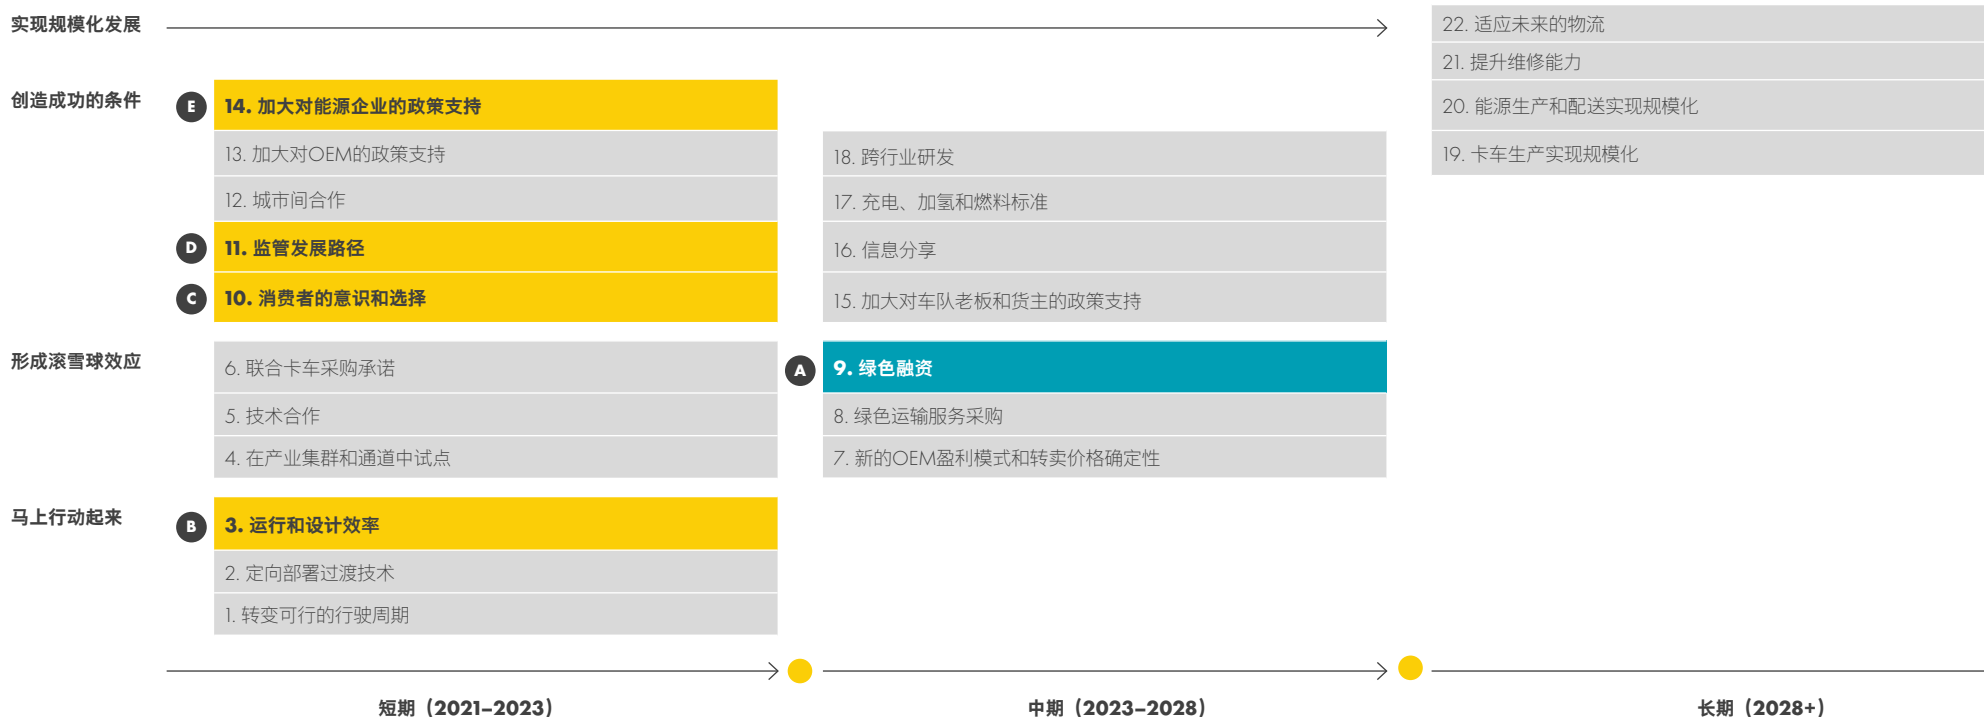 实现规模化发展
22. 适应未来的物流
21. 提升维修能力
20. 能源生产和配送实现规模化
19. 卡车生产实现规模化
创造成功的条件
E
14. 加大对能源企业的政策支持
13. 加大对OEM的政策支持
12. 城市间合作
D
11. 监管发展路径
C
10. 消费者的意识和选择
18. 跨行业研发
17. 充电、加氢和燃料标准
16. 信息分享
15. 加大对车队老板和货主的政策支持
形成滚雪球效应
6. 联合卡车采购承诺
5. 技术合作
4. 在产业集群和通道中试点
A
9. 绿色融资
8. 绿色运输服务采购
7. 新的OEM盈利模式和转卖价格确定性
马上行动起来
B
3. 运行和设计效率
2. 定向部署过渡技术
1. 转变可行的行驶周期
短期（2021–2023）
中期（2023–2028）
长期（2028+）